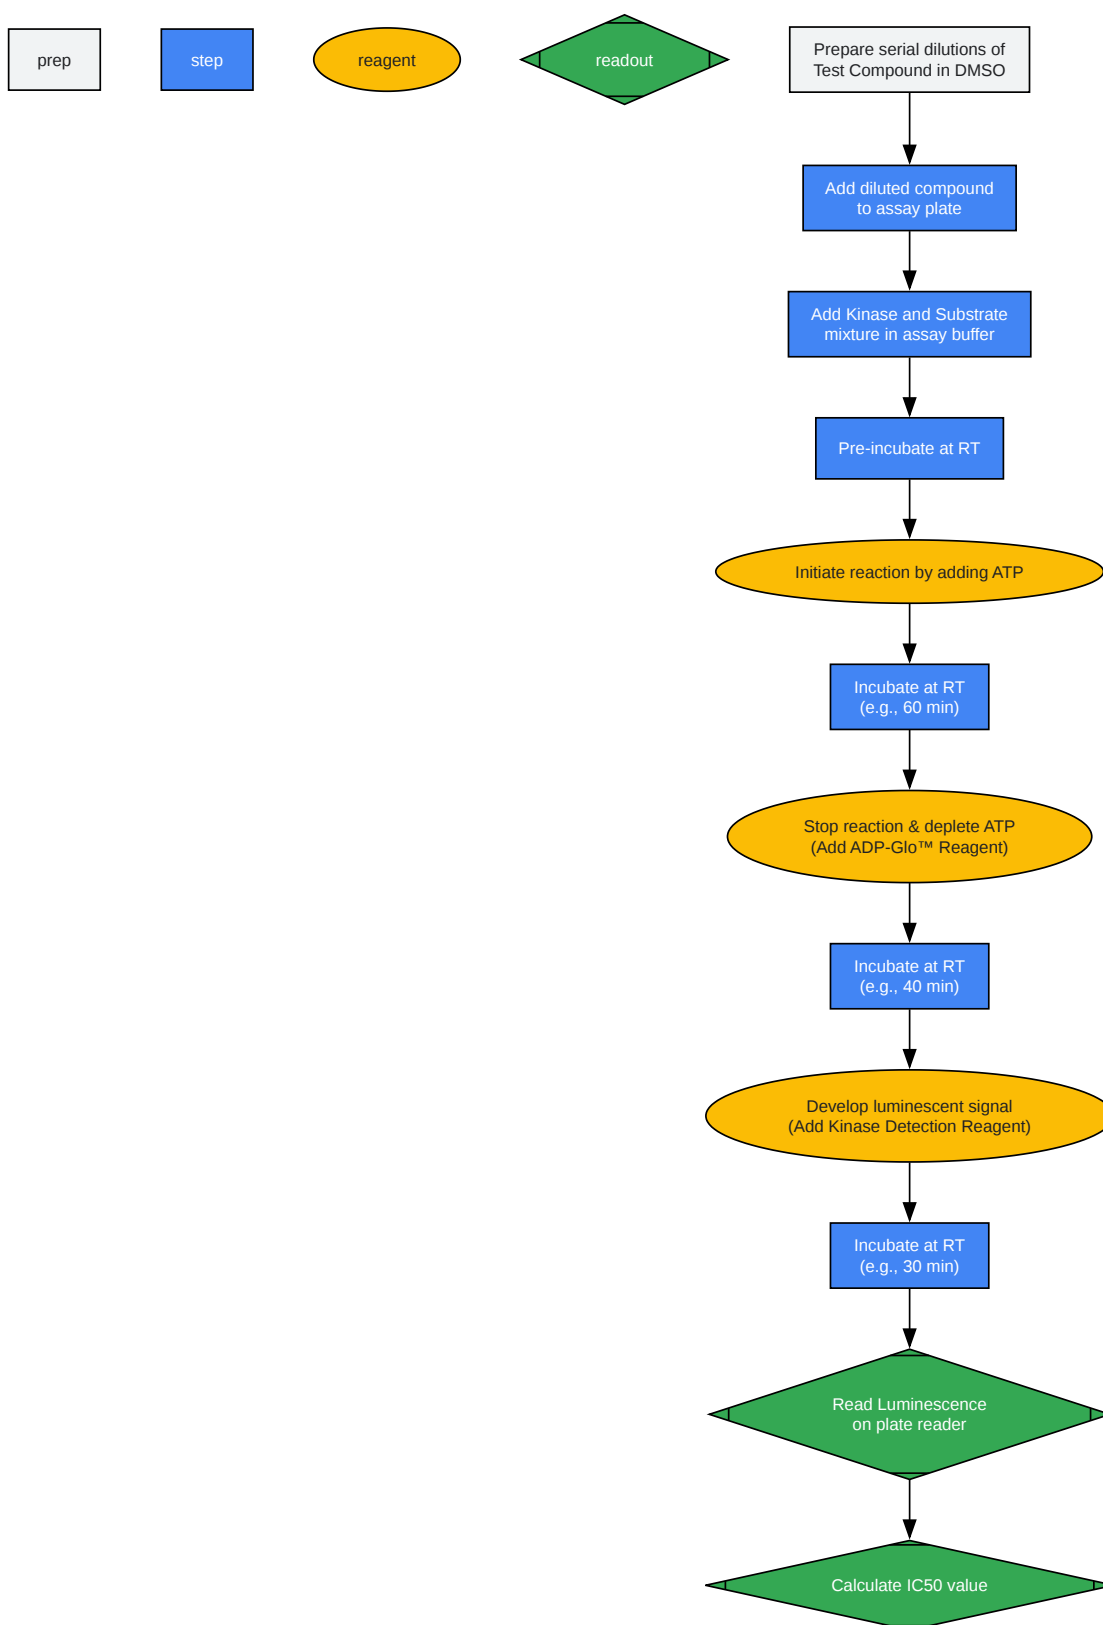 prep
step
reagent
readout
Prepare serial dilutions of
Test Compound in DMSO
Add diluted compound
to assay plate
Add Kinase and Substrate
mixture in assay buffer
Pre-incubate at RT
Initiate reaction by adding ATP
Incubate at RT
(e.g., 60 min)
Stop reaction & deplete ATP
(Add ADP-Glo™ Reagent)
Incubate at RT
(e.g., 40 min)
Develop luminescent signal
(Add Kinase Detection Reagent)
Incubate at RT
(e.g., 30 min)
Read Luminescence
on plate reader
Calculate IC50 value